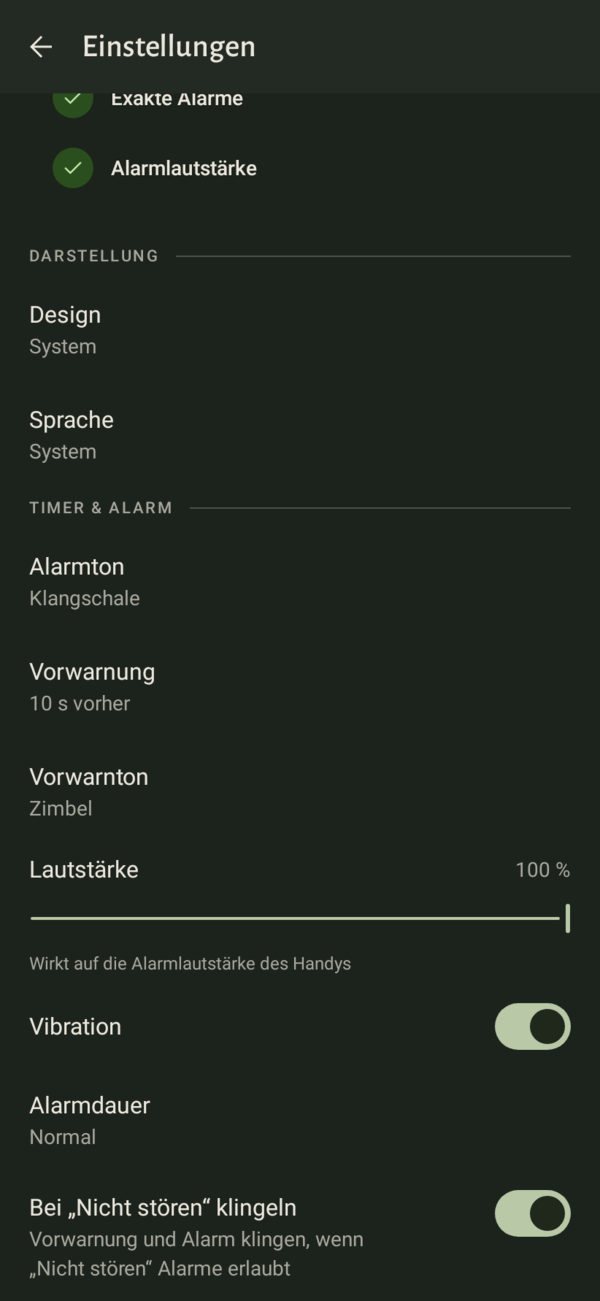 Einstellungen
Exakte Alarme
Alarmlautstärke
DARSTELLUNG
Design
System
Sprache
System
TIMER & ALARM
Alarmton
Klangschale
Vorwarnung
10 s vorher
Vorwarnton
Zimbel
Lautstärke
100 %
Wirkt auf die Alarmlautstärke des Handys
Vibration
Alarmdauer
Normal
Bei „Nicht stören“ klingeln
Vorwarnung und Alarm klingen, wenn
„Nicht stören“ Alarme erlaubt